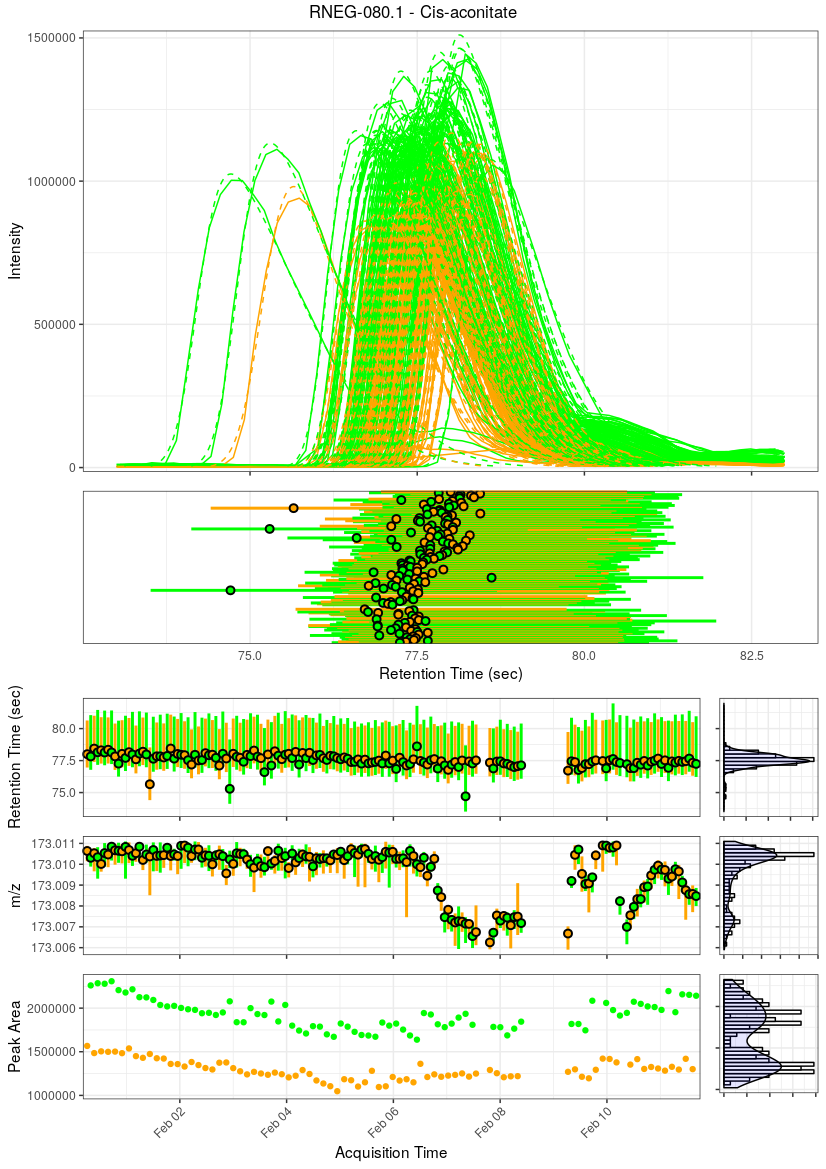 RNEG-080.1 - Cis-aconitate
1500000
1000000
500000
0
Intensity
75.0
77.5
80.0
82.5
Retention Time (sec)
Retention Time (sec)
80.0
77.5
75.0
m/z
173.011
173.010
173.009
173.008
173.007
173.006
Peak Area
2000000
1500000
1000000
Feb 02
Feb 04
Feb 06
Feb 08
Feb 10
Acquisition Time